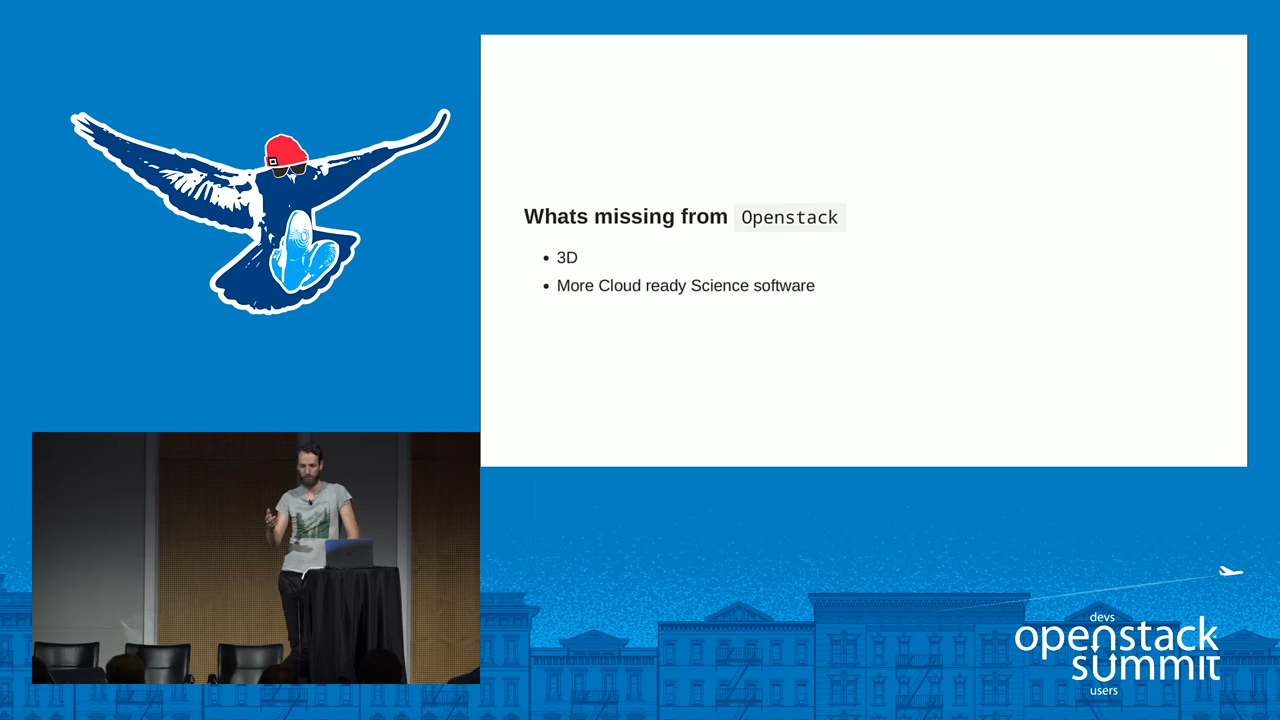 Whats missing from Openstack
3D
More Cloud ready Science software
devs
openstack
summit
users